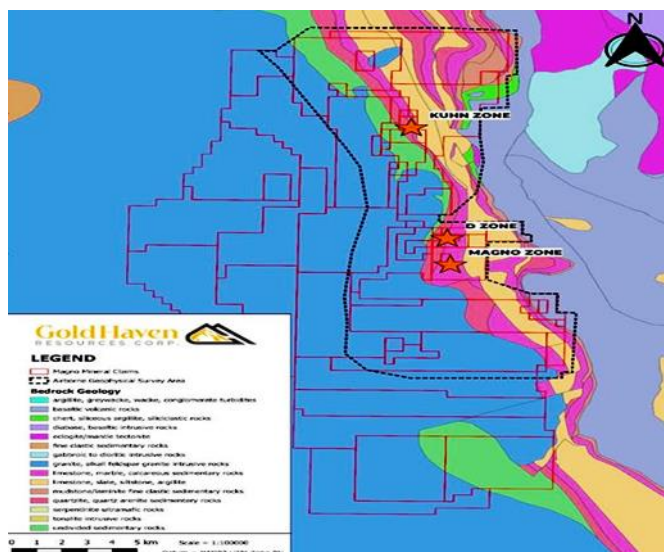 N
KUHN ZONE
D ZONE
MAGNO ZONE
GoldHaven
RESOURCES CORP.
LEGEND
Magno Mineral Claims
Airborne Geophysical Survey Area
Bedrock Geology
argillite, greywacke, wacke, conglomerate turbidites
basaltic volcanic rocks
chert, siliceous argillite, siliciclastic rocks
diabase, basaltic intrusive rocks
eclogite/mantle tectonite
fine clastic sedimentary rocks
gabbroic to dioritic intrusive rocks
granite, alkali feldspar granite intrusive rocks
limestone, marble, calcareous sedimentary rocks
limestone, slate, siltstone, argillite
mudstone/laminite fine clastic sedimentary rocks
quartzite, quartz arenite sedimentary rocks
serpentinite ultramafic rocks
tonalite intrusive rocks
undivided sedimentary rocks
0 1 2 3 4 5 km
Scale = 1:100000